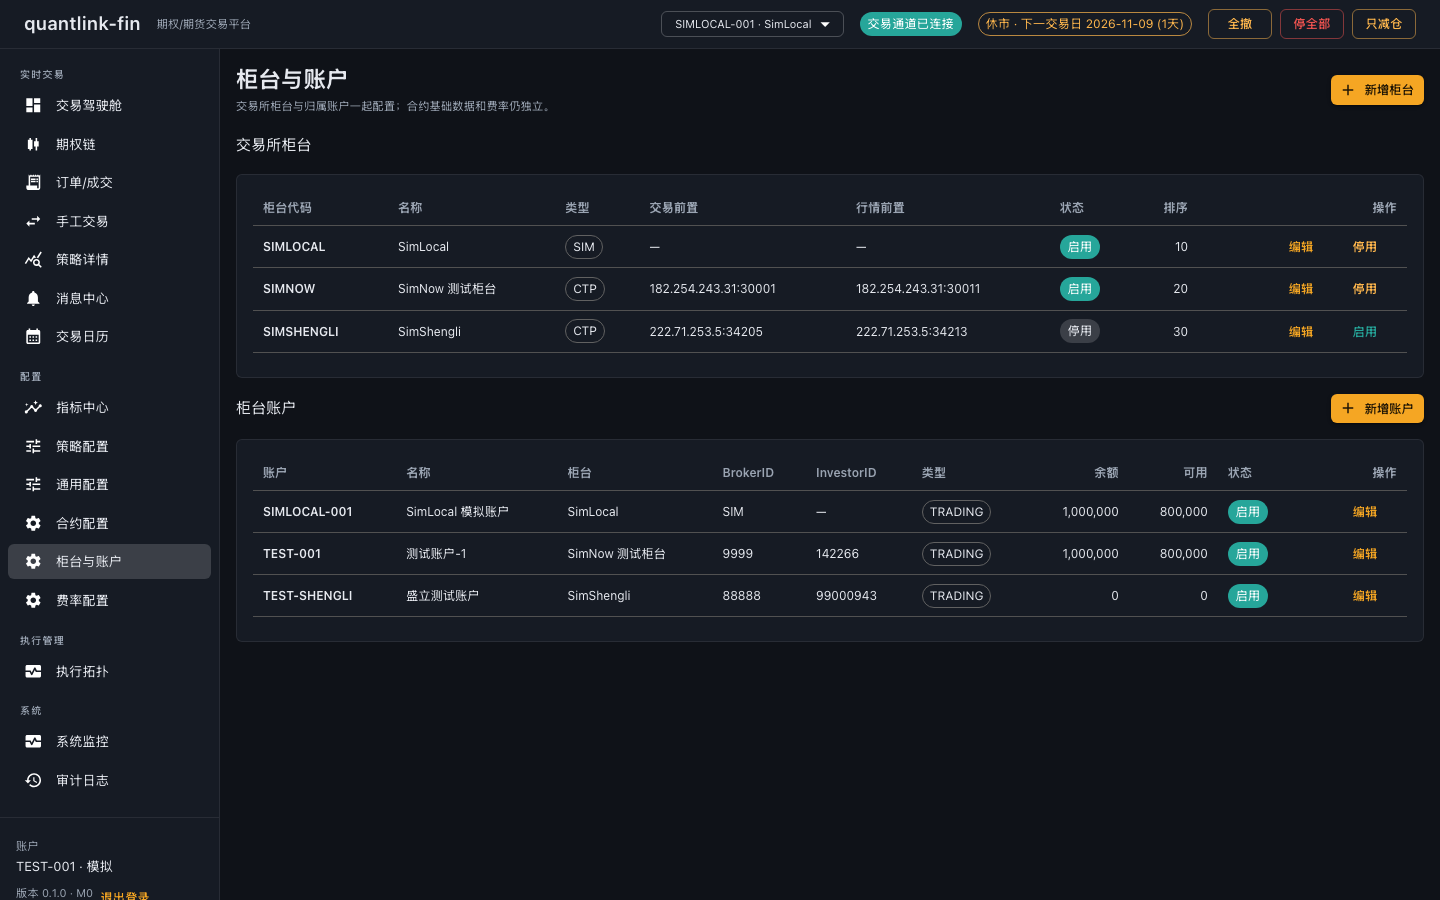 quantlink-fin 期权/期货交易平台 SIMLOCAL-001 · SimLocal 交易通道已连接 休市 · 下一交易日 2026-11-09 (1天) 全撤 停全部 只减仓
实时交易
交易驾驶舱
期权链
订单/成交
手工交易
策略详情
消息中心
交易日历
配置
指标中心
策略配置
通用配置
合约配置
柜台与账户
费率配置
执行管理
执行拓扑
系统
系统监控
审计日志
账户
TEST-001 · 模拟
版本 0.1.0 · M0 退出登录
柜台与账户
交易所柜台与归属账户一起配置；合约基础数据和费率仍独立。
新增柜台
交易所柜台
柜台代码 名称 类型 交易前置 行情前置 状态 排序 操作
SIMLOCAL SimLocal SIM — — 启用 10 编辑 停用
SIMNOW SimNow 测试柜台 CTP 182.254.243.31:30001 182.254.243.31:30011 启用 20 编辑 停用
SIMSHENGLI SimShengli CTP 222.71.253.5:34205 222.71.253.5:34213 停用 30 编辑 启用
柜台账户
新增账户
账户 名称 柜台 BrokerID InvestorID 类型 余额 可用 状态 操作
SIMLOCAL-001 SimLocal 模拟账户 SimLocal SIM — TRADING 1,000,000 800,000 启用 编辑
TEST-001 测试账户-1 SimNow 测试柜台 9999 142266 TRADING 1,000,000 800,000 启用 编辑
TEST-SHENGLI 盛立测试账户 SimShengli 88888 99000943 TRADING 0 0 启用 编辑